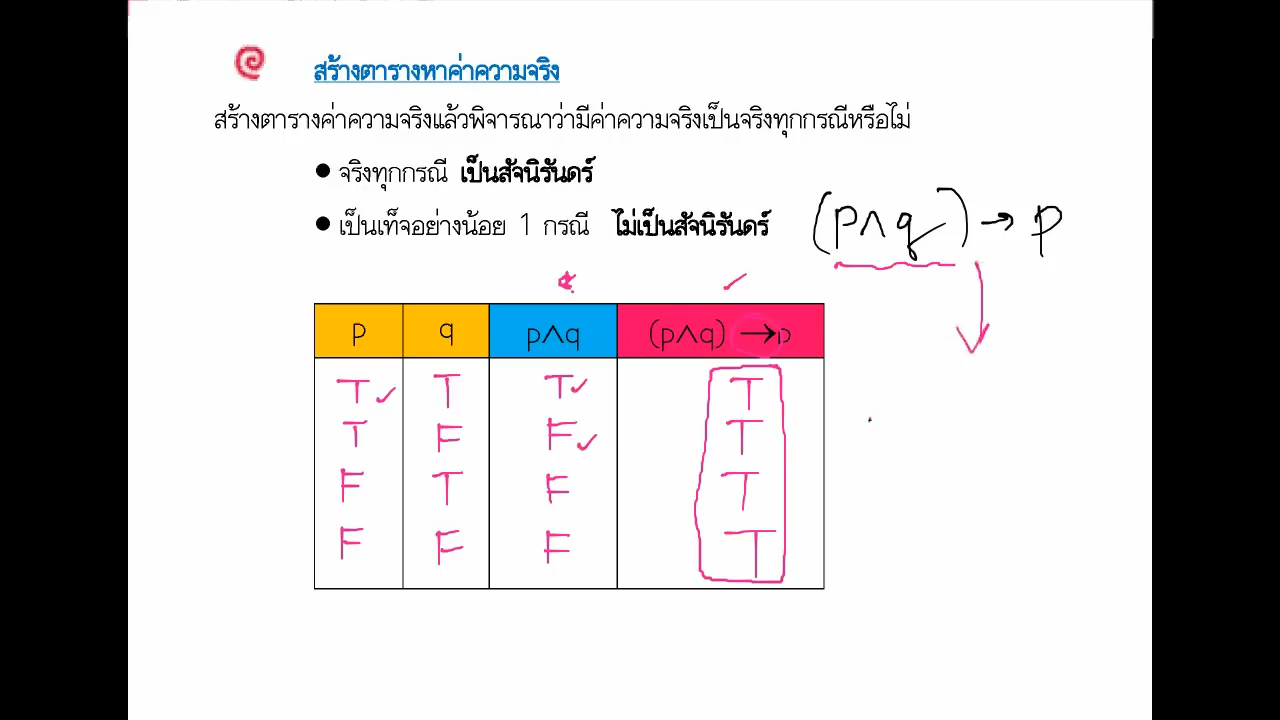 สร้างตารางหาค่าความจริง
สร้างตารางค่าความจริงแล้วพิจารณาว่ามีค่าความจริงเป็นจริงทุกกรณีหรือไม่
● จริงทุกกรณี เป็นสัจนิรันดร์
● เป็นเท็จอย่างน้อย 1 กรณี ไม่เป็นสัจนิรันดร์
(p∧q) → p
p q p∧q (p∧q) → p
T T T T
T F F T
F T F T
F F F T